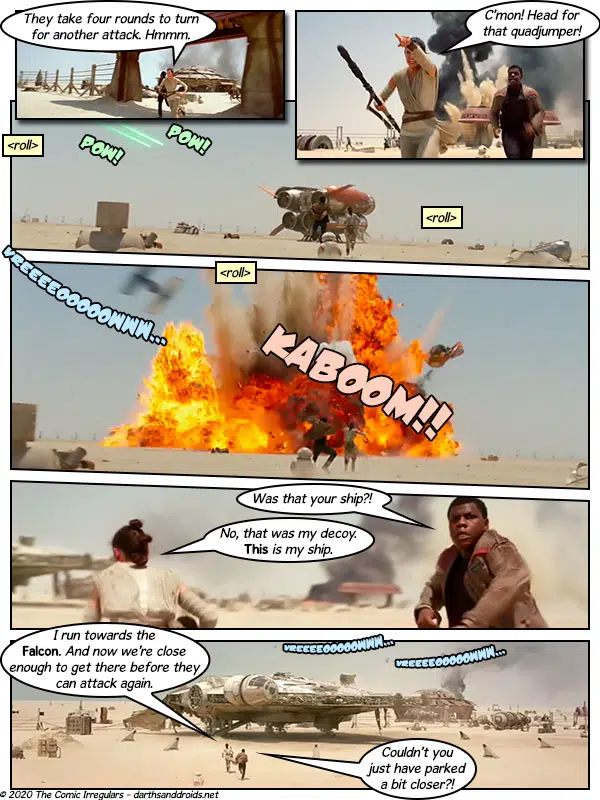 They take four rounds to turn
for another attack. Hmmm.
C'mon! Head for
that quadjumper!
<roll>
POW!
POW!
<roll>
<roll>
VREEEEOOOOOWWW...
KABOOM!!
Was that your ship?!
No, that was my decoy.
This is my ship.
I run towards the
Falcon. And now we're close
enough to get there before they
can attack again.
VREEEEOOOOOWWW...
VREEEEOOOOOWWW...
Couldn't you
just have parked
a bit closer?!
© 2020 The Comic Irregulars – darthsanddroids.net